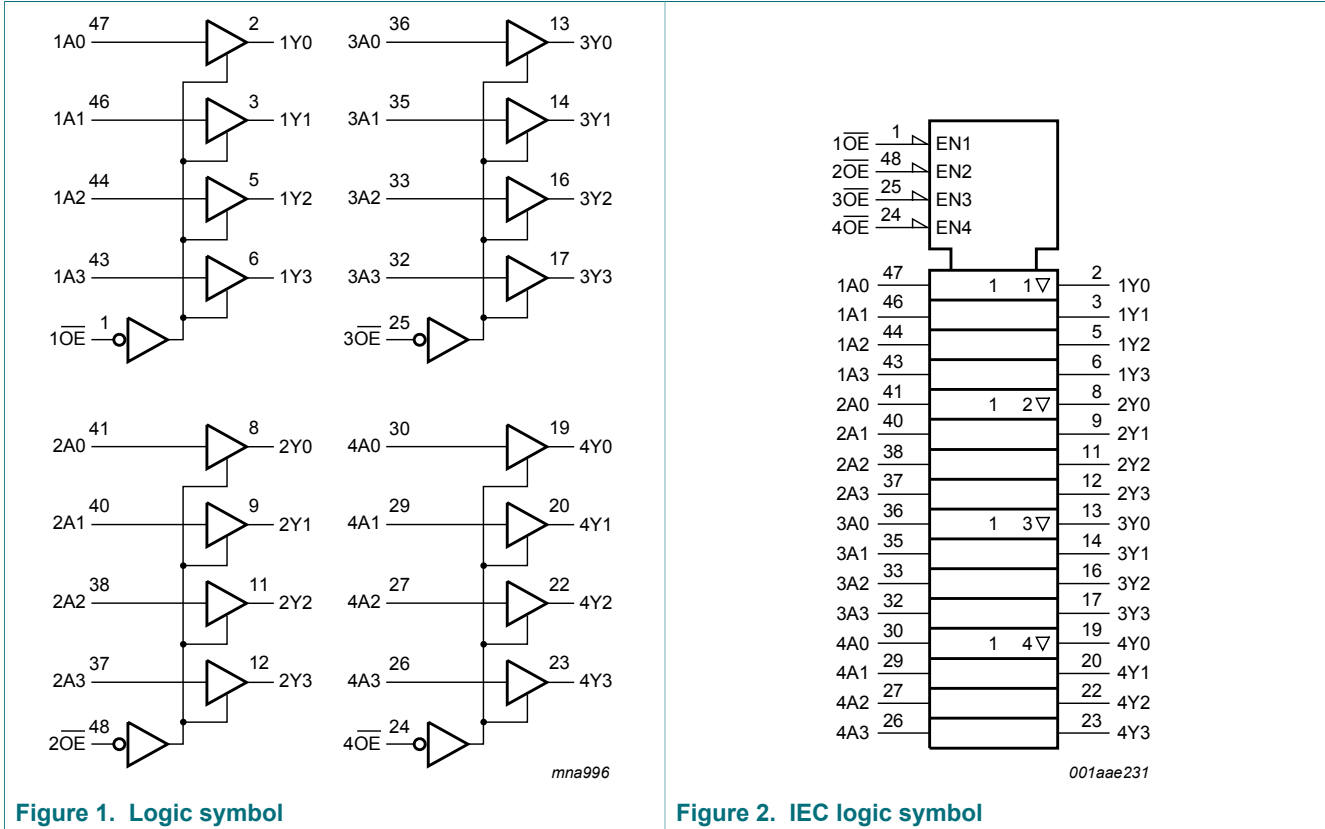 47 2
1A0 1Y0
46 3
1A1 1Y1
44 5
1A2 1Y2
43 6
1A3 1Y3
1
1O̅E̅
36 13
3A0 3Y0
35 14
3A1 3Y1
33 16
3A2 3Y2
32 17
3A3 3Y3
25
3O̅E̅
41 8
2A0 2Y0
40 9
2A1 2Y1
38 11
2A2 2Y2
37 12
2A3 2Y3
48
2O̅E̅
30 19
4A0 4Y0
29 20
4A1 4Y1
27 22
4A2 4Y2
26 23
4A3 4Y3
24
4O̅E̅
mna996
Figure 1. Logic symbol
1O̅E̅ 1 EN1
2O̅E̅ 48 EN2
3O̅E̅ 25 EN3
4O̅E̅ 24 EN4
1A0 47 1 1▽ 2 1Y0
1A1 46 3 1Y1
1A2 44 5 1Y2
1A3 43 6 1Y3
2A0 41 1 2▽ 8 2Y0
2A1 40 9 2Y1
2A2 38 11 2Y2
2A3 37 12 2Y3
3A0 36 1 3▽ 13 3Y0
3A1 35 14 3Y1
3A2 33 16 3Y2
3A3 32 17 3Y3
4A0 30 1 4▽ 19 4Y0
4A1 29 20 4Y1
4A2 27 22 4Y2
4A3 26 23 4Y3
001aae231
Figure 2. IEC logic symbol